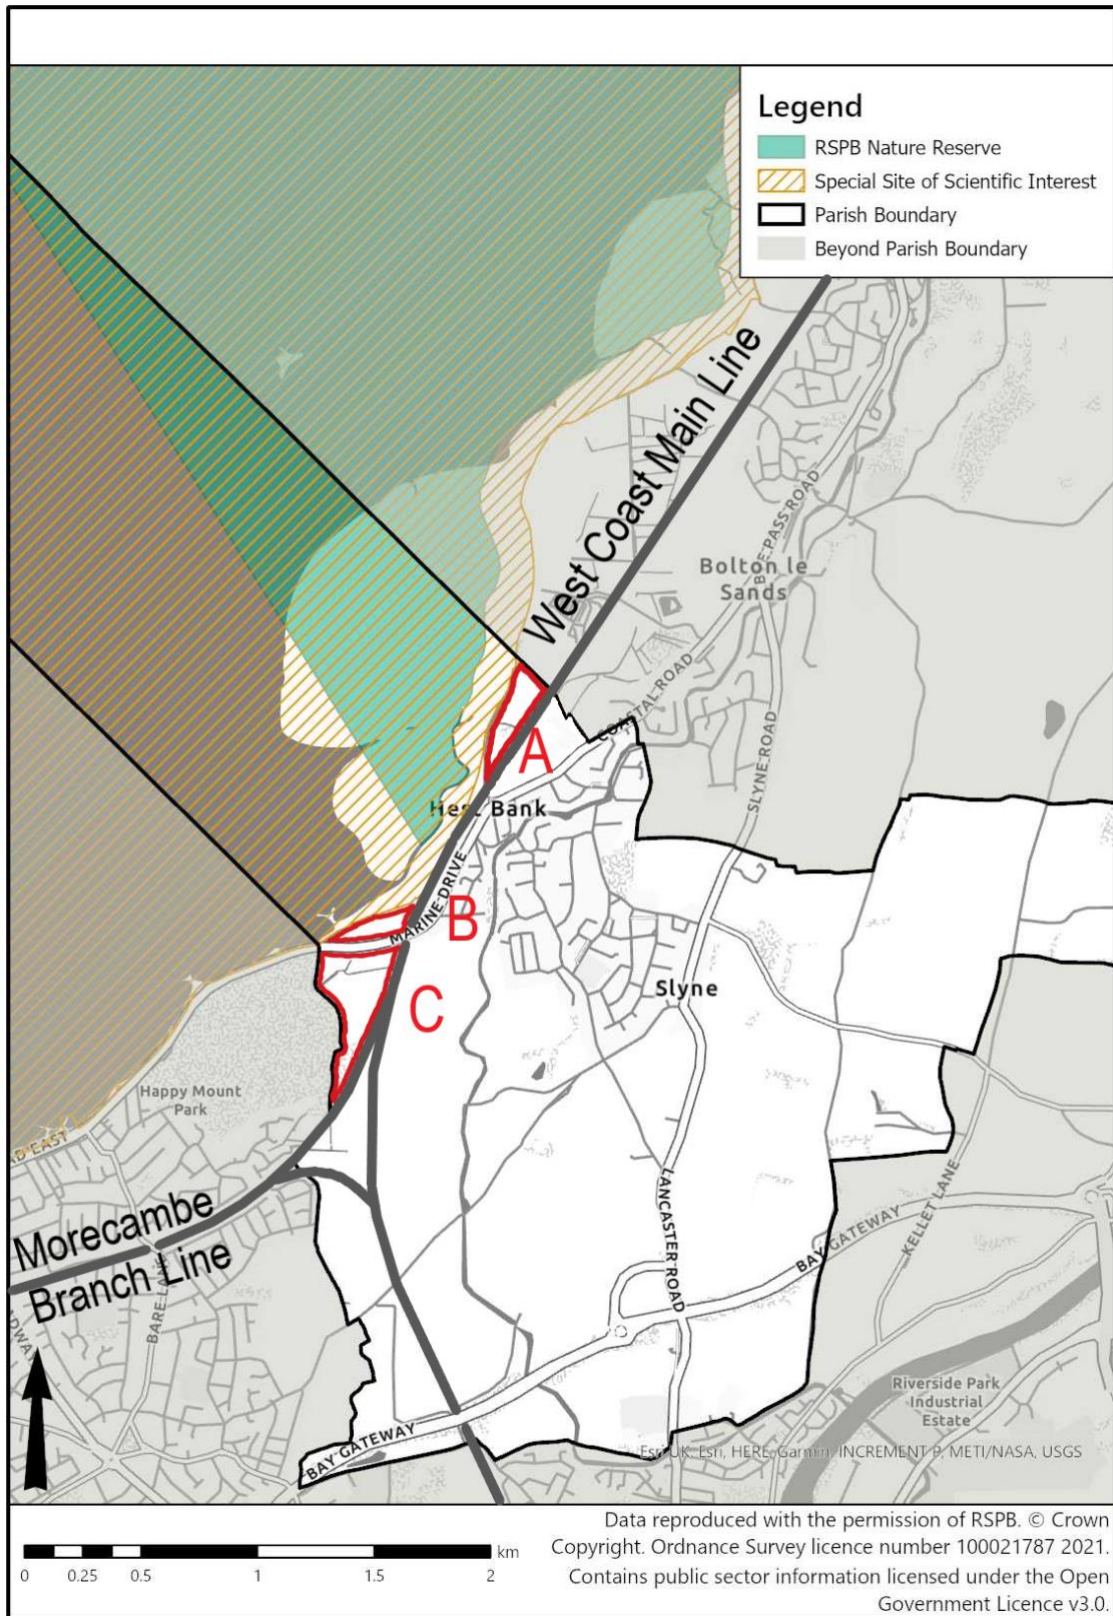 Legend
RSPB Nature Reserve
Special Site of Scientific Interest
Parish Boundary
Beyond Parish Boundary
West Coast Main Line
BY-PASS ROAD
Bolton le
Sands
COASTAL ROAD
SLYNE ROAD
A
Hest Bank
MARINE DRIVE
B
Slyne
C
Happy Mount
Park
EAST
Morecambe
Branch Line
BARE LANE
LANCASTER ROAD
BAY GATEWAY
KELLET LANE
Riverside Park
Industrial
Estate
BAY GATEWAY
Esri UK, Esri, HERE, Garmin, INCREMENT P, METI/NASA, USGS
0 0.25 0.5 1 1.5 2 km
Data reproduced with the permission of RSPB. © Crown
Copyright. Ordnance Survey licence number 100021787 2021.
Contains public sector information licensed under the Open
Government Licence v3.0.